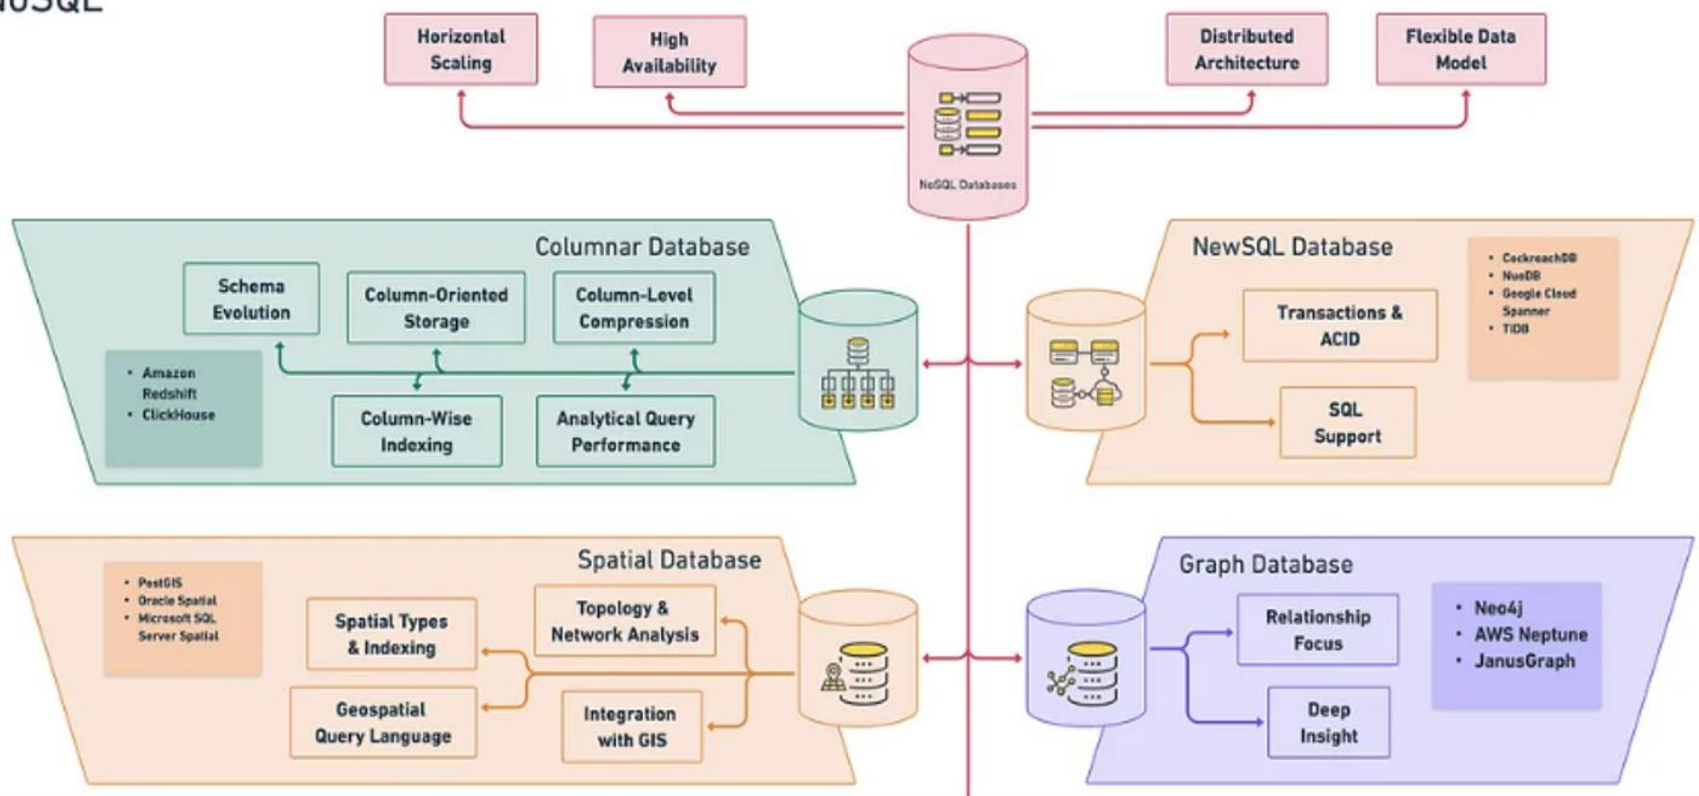 NoSQL
Horizontal
Scaling
High
Availability
Distributed
Architecture
Flexible Data
Model
NoSQL Databases
Columnar Database
Schema
Evolution
Column-Oriented
Storage
Column-Level
Compression
• Amazon
Redshift
• ClickHouse
Column-Wise
Indexing
Analytical Query
Performance
NewSQL Database
Transactions &
ACID
SQL
Support
• CockroachDB
• NuoDB
• Google Cloud
Spanner
• TiDB
Spatial Database
• PostGIS
• Oracle Spatial
• Microsoft SQL
Server Spatial
Spatial Types
& Indexing
Topology &
Network Analysis
Geospatial
Query Language
Integration
with GIS
Graph Database
Relationship
Focus
Deep
Insight
• Neo4j
• AWS Neptune
• JanusGraph